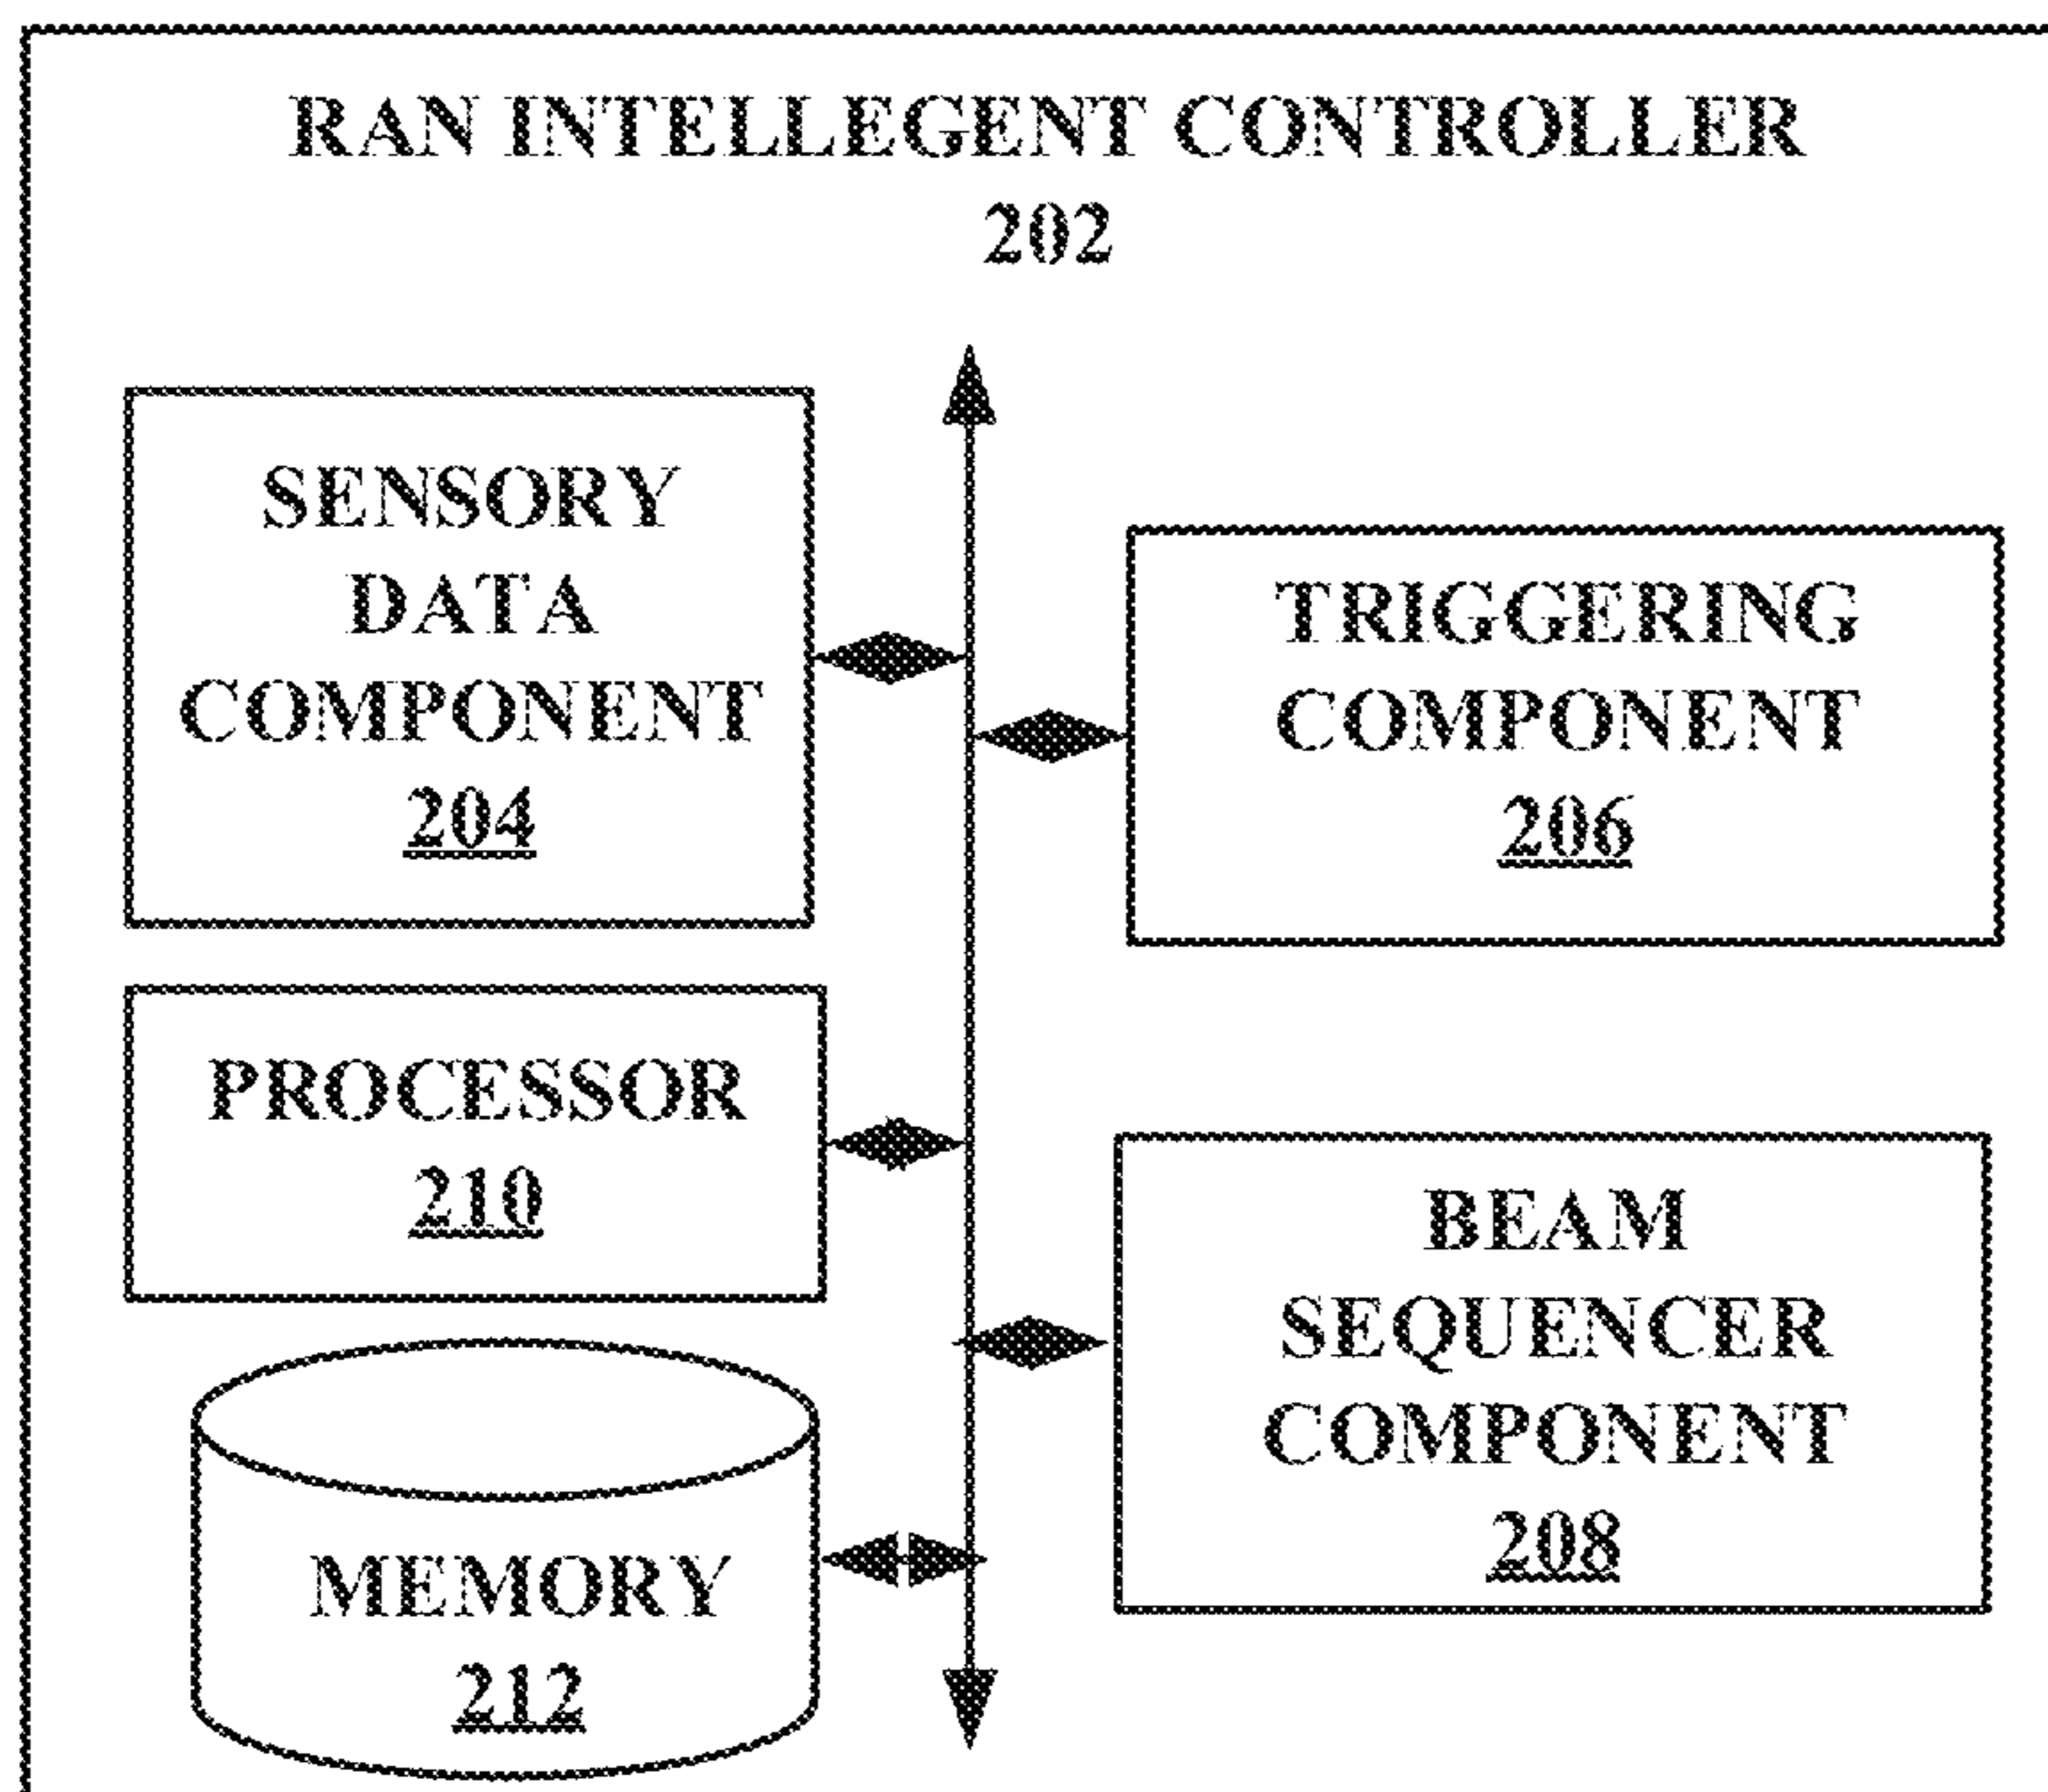 RAN INTELLEGENT CONTROLLER
202
SENSORY
DATA
COMPONENT
204
TRIGGERING
COMPONENT
206
PROCESSOR
210
BEAM
SEQUENCER
COMPONENT
208
MEMORY
212